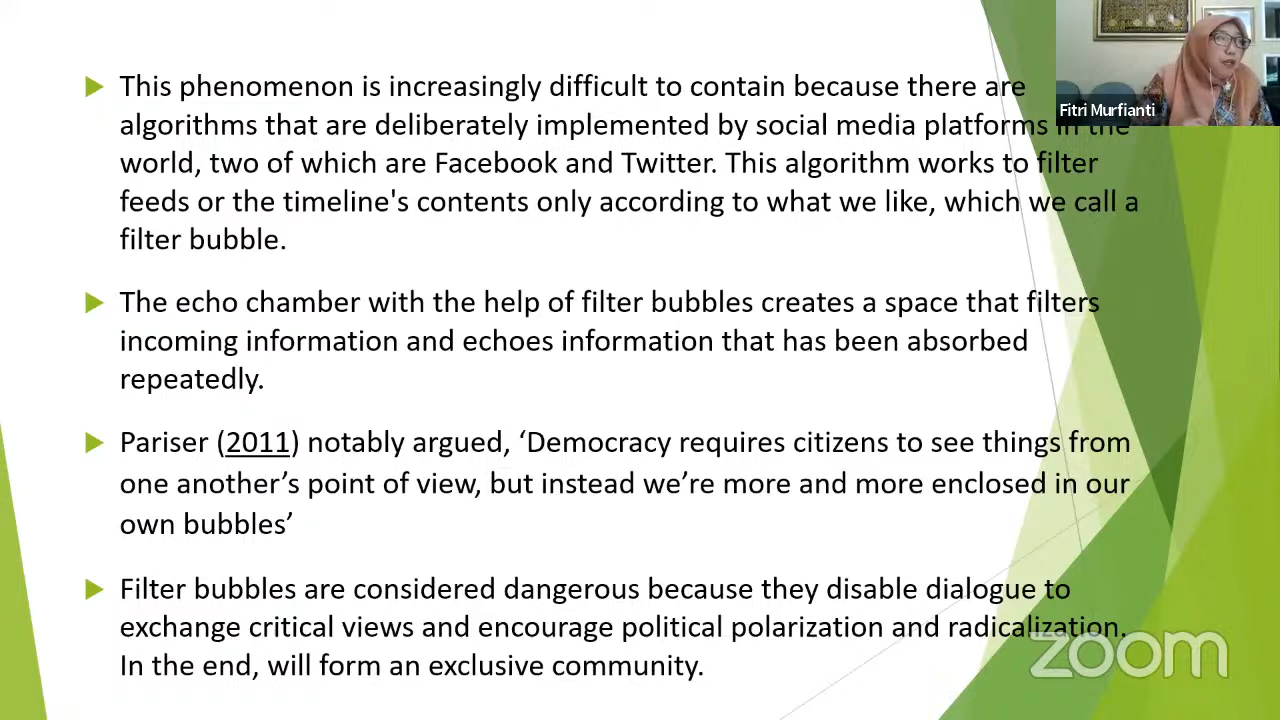 This phenomenon is increasingly difficult to contain because there are
algorithms that are deliberately implemented by social media platforms in the
world, two of which are Facebook and Twitter. This algorithm works to filter
feeds or the timeline's contents only according to what we like, which we call a
filter bubble.
The echo chamber with the help of filter bubbles creates a space that filters
incoming information and echoes information that has been absorbed
repeatedly.
Pariser (2011) notably argued, ‘Democracy requires citizens to see things from
one another’s point of view, but instead we’re more and more enclosed in our
own bubbles’
Filter bubbles are considered dangerous because they disable dialogue to
exchange critical views and encourage political polarization and radicalization.
In the end, will form an exclusive community.
Fitri Murfianti
zoom